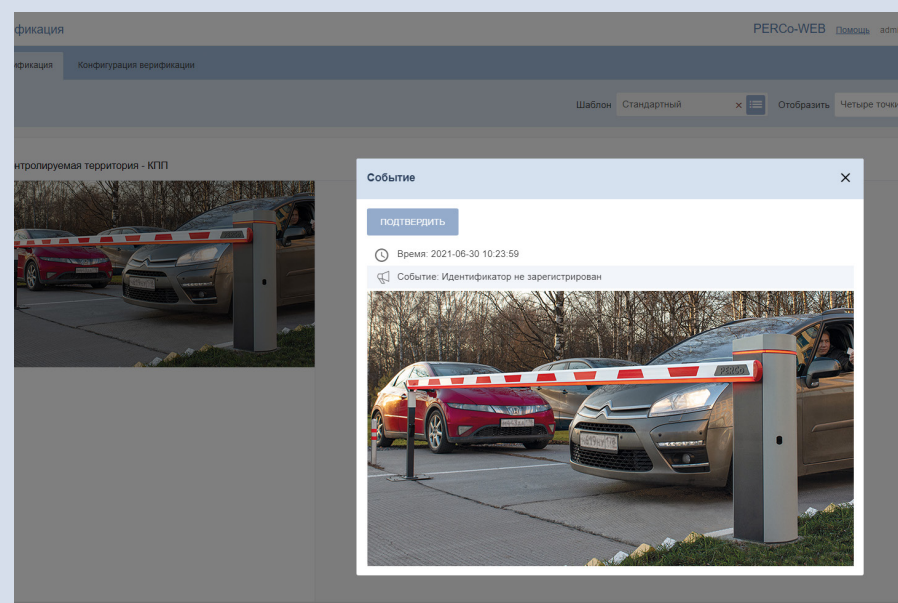 фикация
PERCo-WEB Помощь adm
ификация Конфигурация верификации
Шаблон Стандартный × Отобразить Четыре точки
нтролируемая территория - КПП
Событие ×
ПОДТВЕРДИТЬ
Время: 2021-06-30 10:23:59
Событие: Идентификатор не зарегистрирован
PERCo